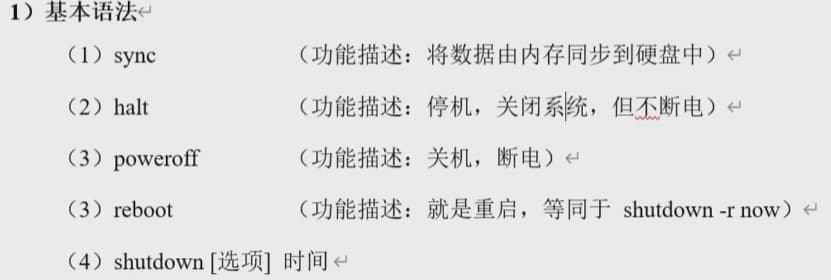 1）基本语法
（1）sync （功能描述：将数据由内存同步到硬盘中）
（2）halt （功能描述：停机，关闭系统，但不断电）
（3）poweroff （功能描述：关机，断电）
（3）reboot （功能描述：就是重启，等同于 shutdown -r now）
（4）shutdown [选项] 时间